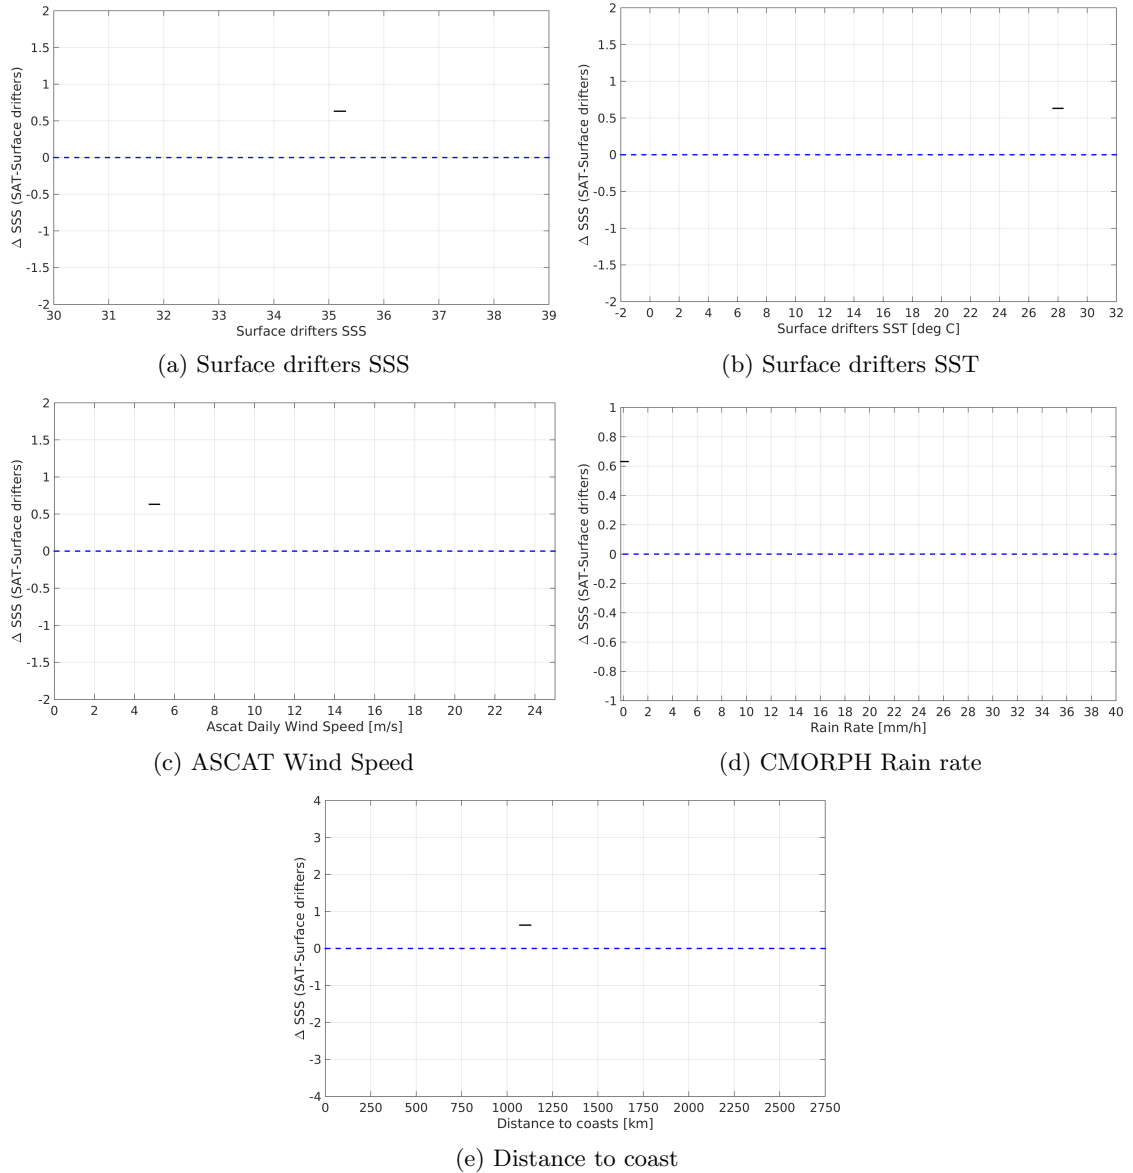 2
1.5
1
0.5
0
-0.5
-1
-1.5
-2
30 31 32 33 34 35 36 37 38 39
Surface drifters SSS
Δ SSS (SAT-Surface drifters)
(a) Surface drifters SSS
2
1.5
1
0.5
0
-0.5
-1
-1.5
-2
-2 0 2 4 6 8 10 12 14 16 18 20 22 24 26 28 30 32
Surface drifters SST [deg C]
Δ SSS (SAT-Surface drifters)
(b) Surface drifters SST
2
1.5
1
0.5
0
-0.5
-1
-1.5
-2
0 2 4 6 8 10 12 14 16 18 20 22 24
Ascat Daily Wind Speed [m/s]
Δ SSS (SAT-Surface drifters)
(c) ASCAT Wind Speed
1
0.8
0.6
0.4
0.2
0
-0.2
-0.4
-0.6
-0.8
-1
0 2 4 6 8 10 12 14 16 18 20 22 24 26 28 30 32 34 36 38 40
Rain Rate [mm/h]
Δ SSS (SAT-Surface drifters)
(d) CMORPH Rain rate
4
3
2
1
0
-1
-2
-3
-4
0 250 500 750 1000 1250 1500 1750 2000 2250 2500 2750
Distance to coasts [km]
Δ SSS (SAT-Surface drifters)
(e) Distance to coast